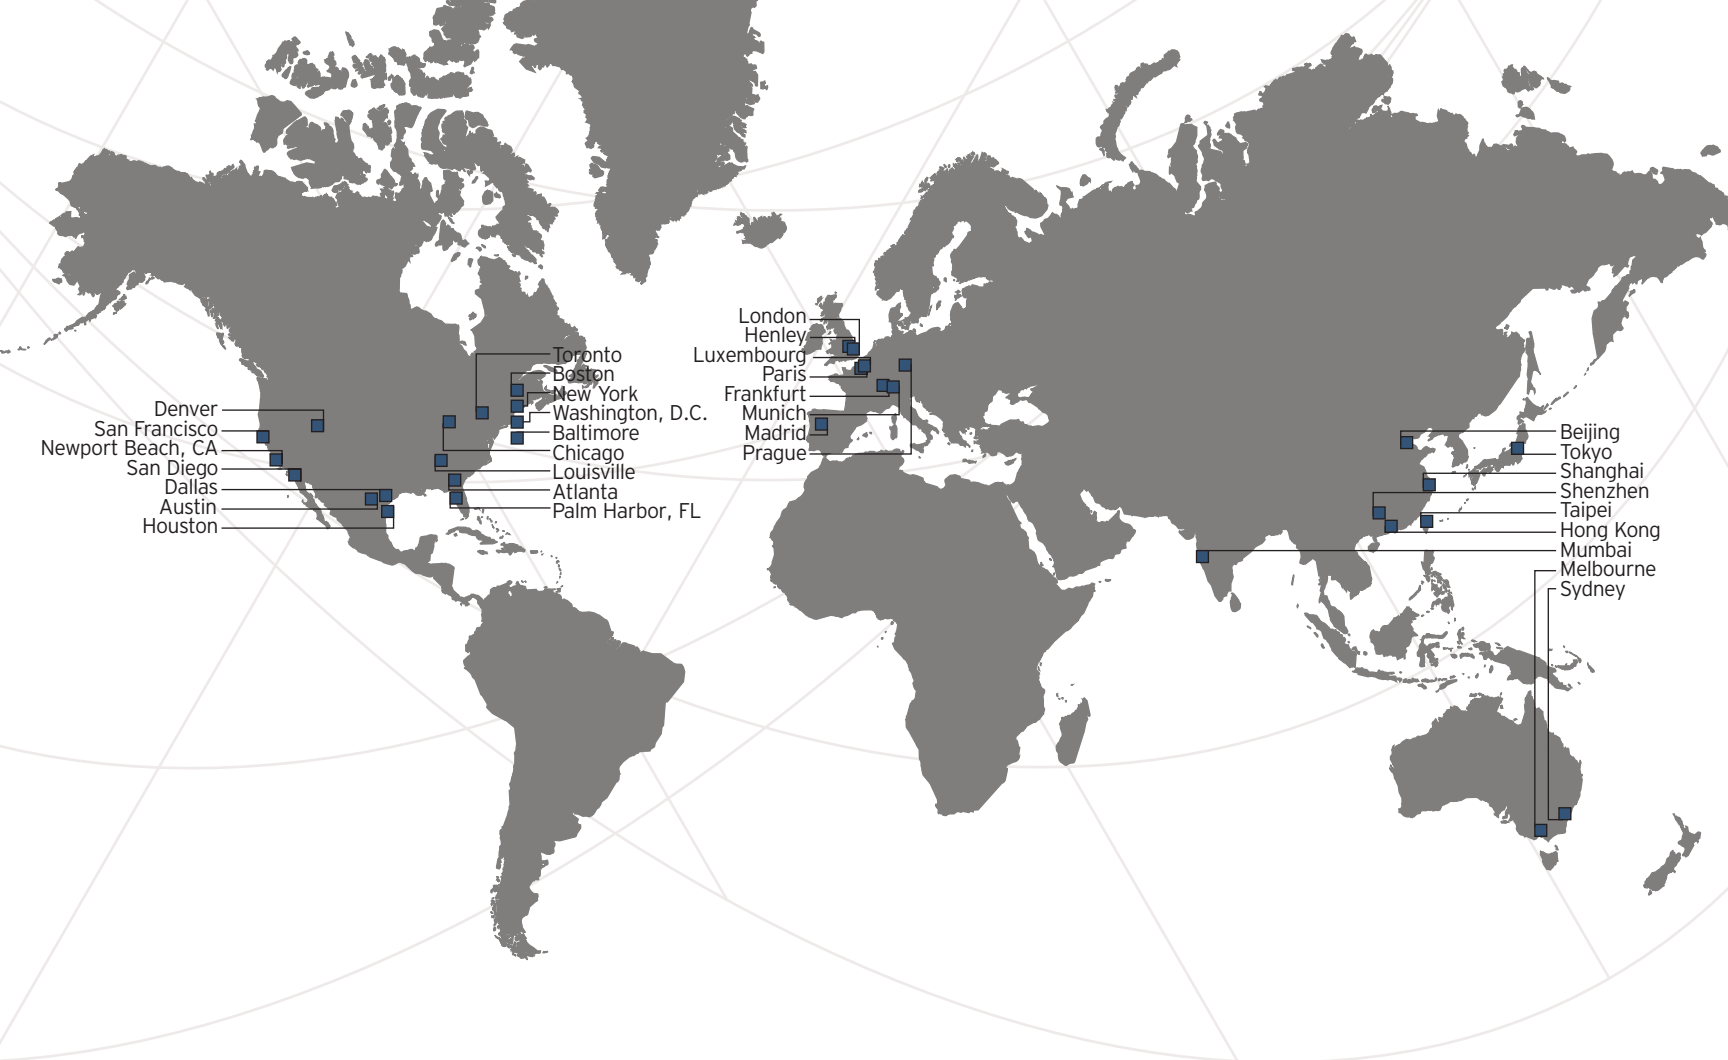 Denver
San Francisco
Newport Beach, CA
San Diego
Dallas
Austin
Houston
Toronto
Boston
New York
Washington, D.C.
Baltimore
Chicago
Louisville
Atlanta
Palm Harbor, FL
London
Henley
Luxembourg
Paris
Frankfurt
Munich
Madrid
Prague
Beijing
Tokyo
Shanghai
Shenzhen
Taipei
Hong Kong
Mumbai
Melbourne
Sydney